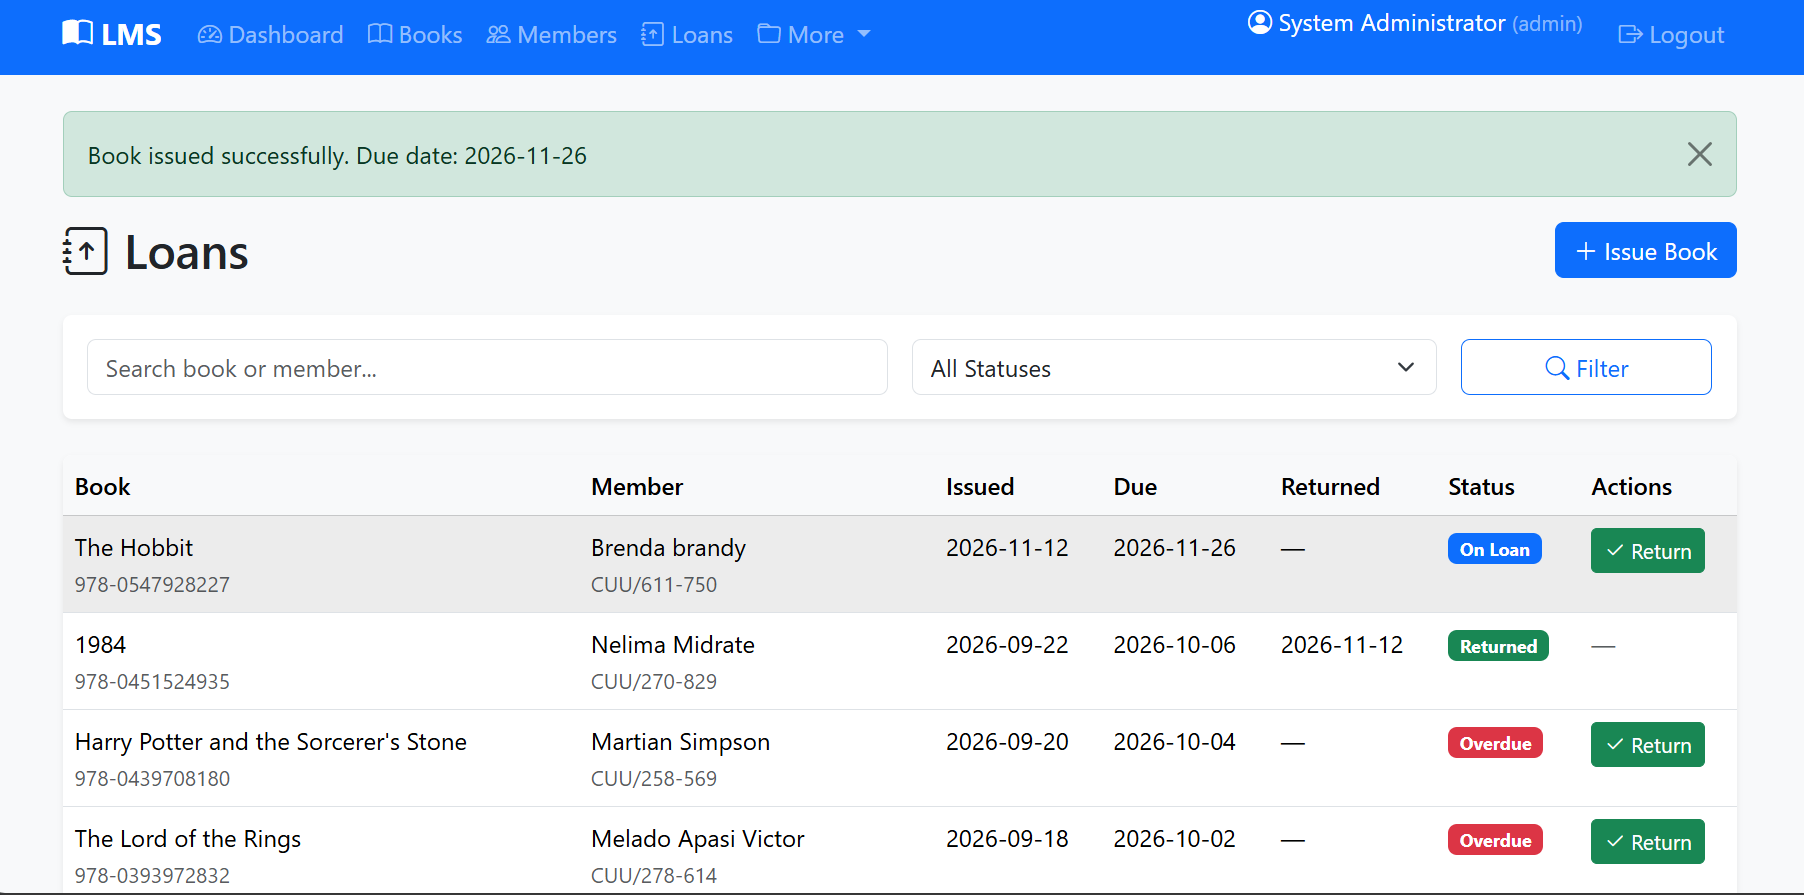 LMS Dashboard Books Members Loans More System Administrator (admin) Logout
Book issued successfully. Due date: 2026-11-26
Loans + Issue Book
Search book or member... All Statuses Filter
Book Member Issued Due Returned Status Actions
The Hobbit Brenda brandy 2026-11-12 2026-11-26 — On Loan Return
978-0547928227 CUU/611-750
1984 Nelima Midrate 2026-09-22 2026-10-06 2026-11-12 Returned —
978-0451524935 CUU/270-829
Harry Potter and the Sorcerer's Stone Martian Simpson 2026-09-20 2026-10-04 — Overdue Return
978-0439708180 CUU/258-569
The Lord of the Rings Melado Apasi Victor 2026-09-18 2026-10-02 — Overdue Return
978-0393972832 CUU/278-614